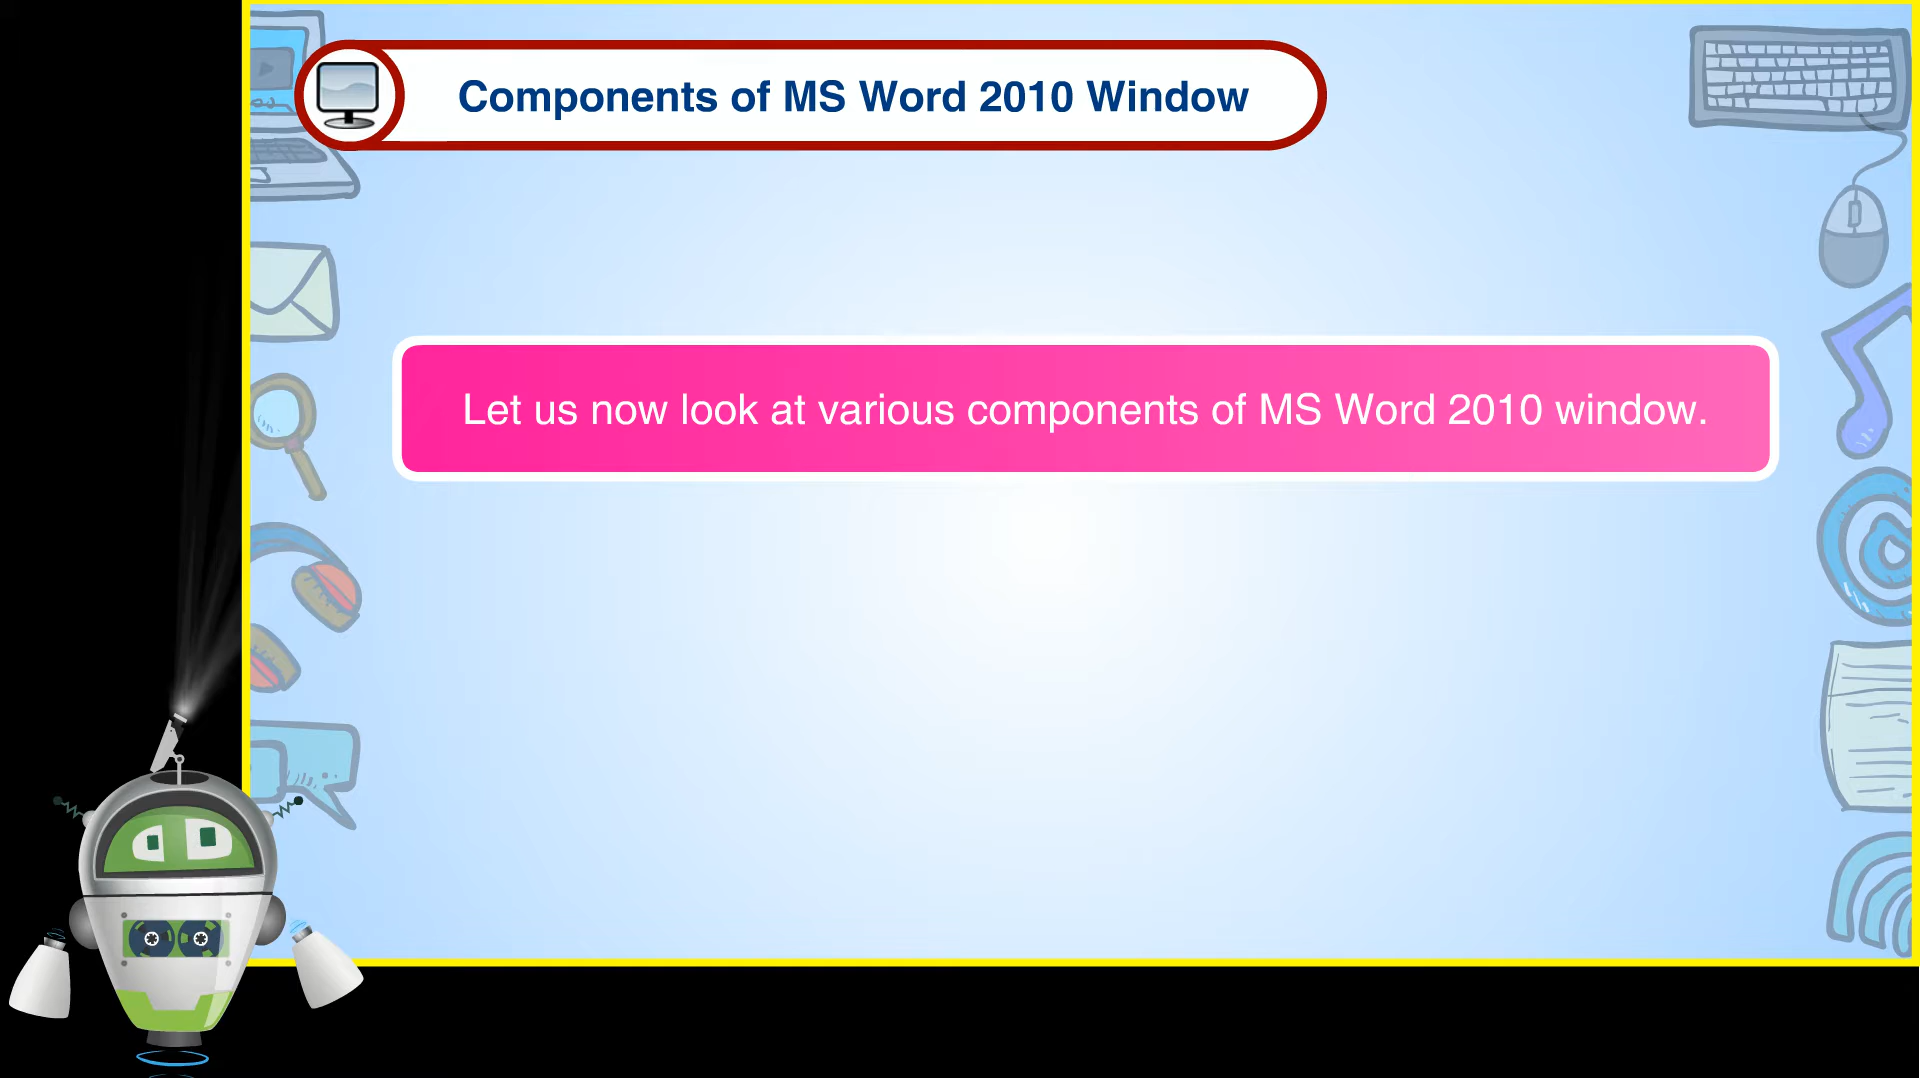 Components of MS Word 2010 Window
Let us now look at various components of MS Word 2010 window.